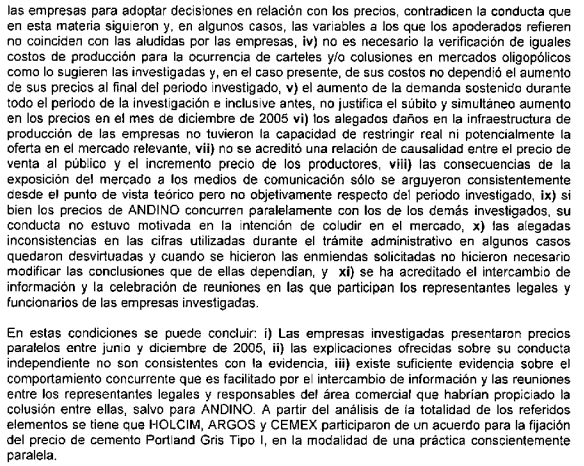 las empresas para adoptar decisiones en relación con los precios, contradicen la conducta que
en esta materia siguieron y, en algunos casos, las variables a los que los apoderados refieren
no coinciden con las aludidas por las empresas, iv) no es necesario la verificación de iguales
costos de producción para la ocurrencia de carteles y/o colusiones en mercados oligopólicos
como lo sugieren las investigadas y, en el caso presente, de sus costos no dependió el aumento
de sus precios al final del periodo investigado, v) el aumento de la demanda sostenido durante
todo el periodo de la investigación e inclusive antes, no justifica el súbito y simultáneo aumento
en los precios en el mes de diciembre de 2005 vi) los alegados daños en la infraestructura de
producción de las empresas no tuvieron la capacidad de restringir real ni potencialmente la
oferta en el mercado relevante, vii) no se acreditó una relación de causalidad entre el precio de
venta al público y el incremento precio de los productores, viii) las consecuencias de la
exposición del mercado a los medios de comunicación sólo se arguyeron consistentemente
desde el punto de vista teórico pero no objetivamente respecto del periodo investigado, ix) si
bien los precios de ANDINO concurren paralelamente con los de los demás investigados, su
conducta no estuvo motivada en la intención de coludir en el mercado, x) las alegadas
inconsistencias en las cifras utilizadas durante el trámite administrativo en algunos casos
quedaron desvirtuadas y cuando se hicieron las enmiendas solicitadas no hicieron necesario
modificar las conclusiones que de ellas dependían, y xi) se ha acreditado el intercambio de
información y la celebración de reuniones en las que participan los representantes legales y
funcionarios de las empresas investigadas.
En estas condiciones se puede concluir: i) Las empresas investigadas presentaron precios
paralelos entre junio y diciembre de 2005, ii) las explicaciones ofrecidas sobre su conducta
independiente no son consistentes con la evidencia, iii) existe suficiente evidencia sobre el
comportamiento concurrente que es facilitado por el intercambio de información y las reuniones
entre los representantes legales y responsables del área comercial que habrían propiciado la
colusión entre ellas, salvo para ANDINO. A partir del análisis de la totalidad de los referidos
elementos se tiene que HOLCIM, ARGOS y CEMEX participaron de un acuerdo para la fijación
del precio de cemento Portland Gris Tipo I, en la modalidad de una práctica conscientemente
paralela.